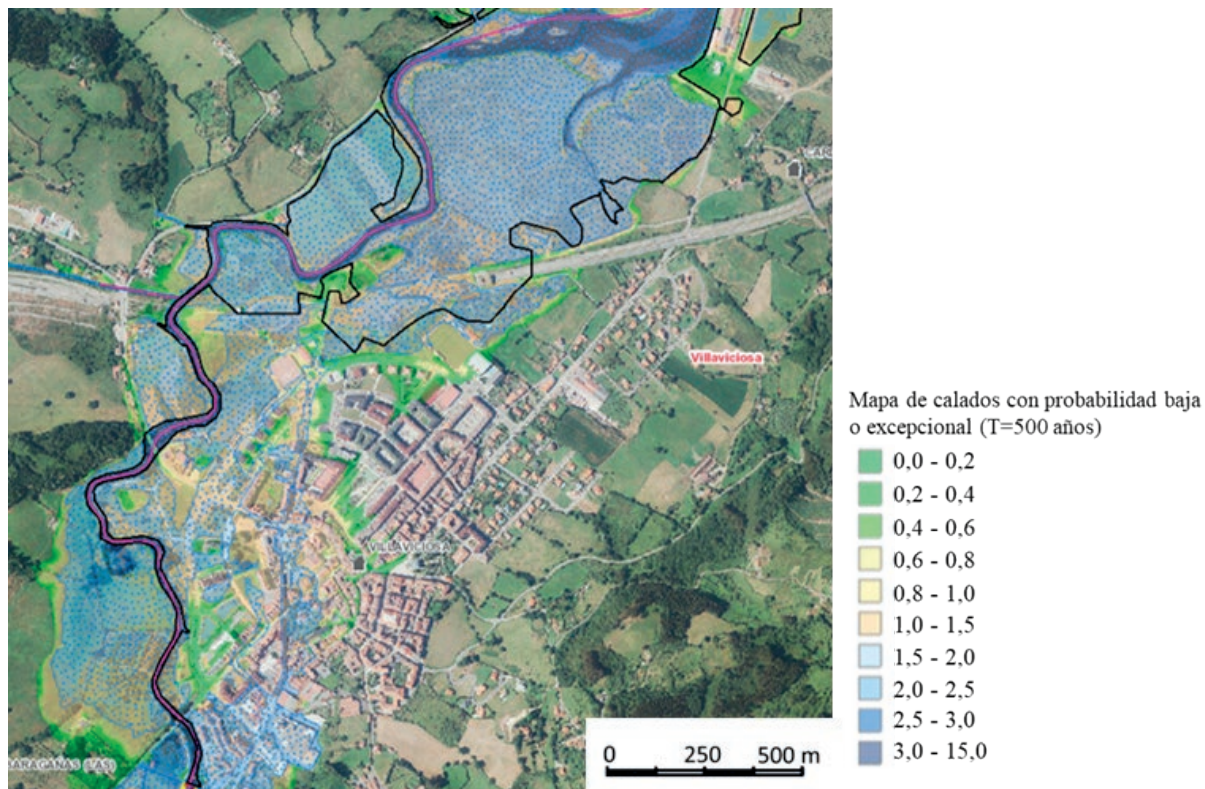 Villaviciosa
VILLAVICIOSA
Mapa de calados con probabilidad baja
o excepcional (T=500 años)
0,0 - 0,2
0,2 - 0,4
0,4 - 0,6
0,6 - 0,8
0,8 - 1,0
1,0 - 1,5
1,5 - 2,0
2,0 - 2,5
2,5 - 3,0
3,0 - 15,0
0 250 500 m